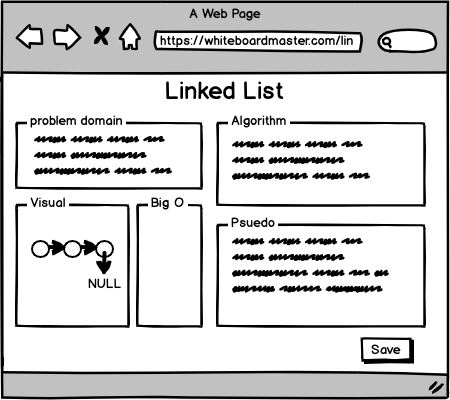 A Web Page
https://whiteboardmaster.com/lin
Linked List
problem domain
Algorithm
Visual
Big O
NULL
Psuedo
Save